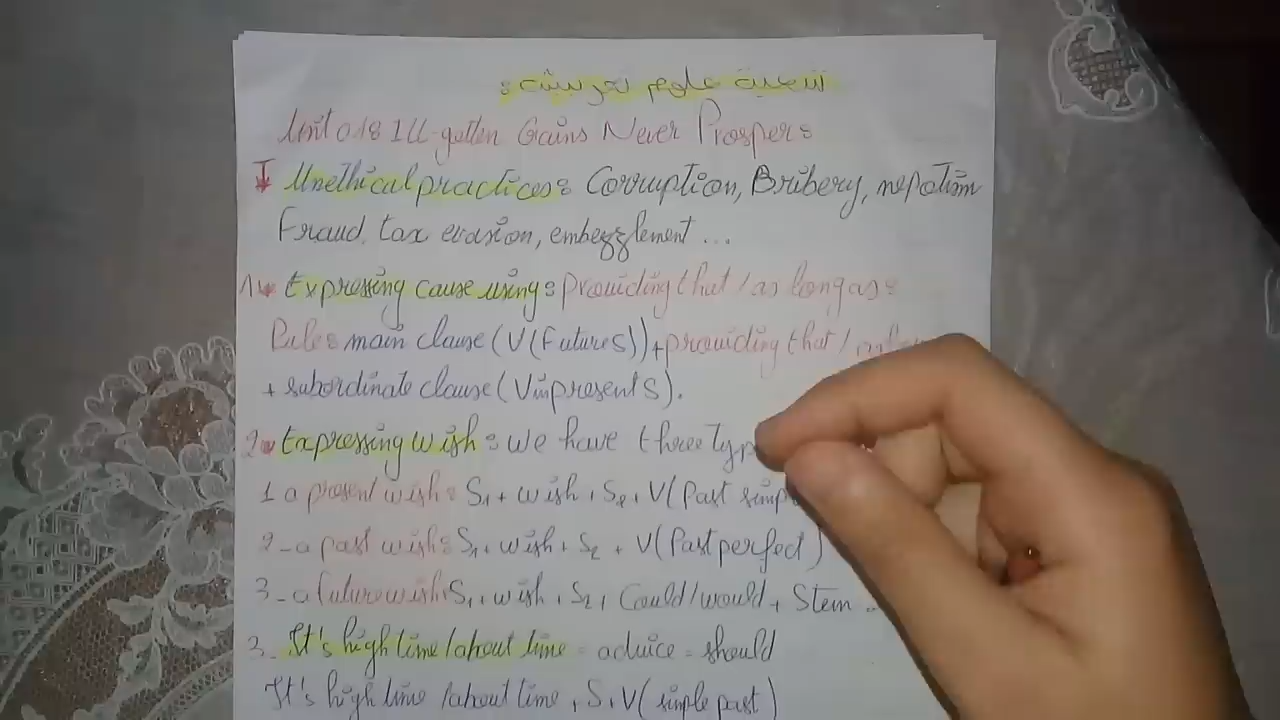 شعبة علوم تجريبية :
Unit 01: Ill-gotten Gains Never Prosper:
I Unethical practices: Corruption, Bribery, nepotism
Fraud, tax evasion, embezzlement ...
1 Expressing cause using: providing that / as long as:
Rule: main clause (V(Future S)) + providing that /
+ subordinate clause (V in present S).
2 Expressing wish: we have three
1 a present wish: S1 + wish + S2 + V (Past
2-a past wish: S1 + wish + S2 + V (Past perfect)
3-a future wish: S1 + wish + S2 + Could/would + Stem ..
3- It's high time / about time = advice = should
It's high time / about time + S + V (simple past)